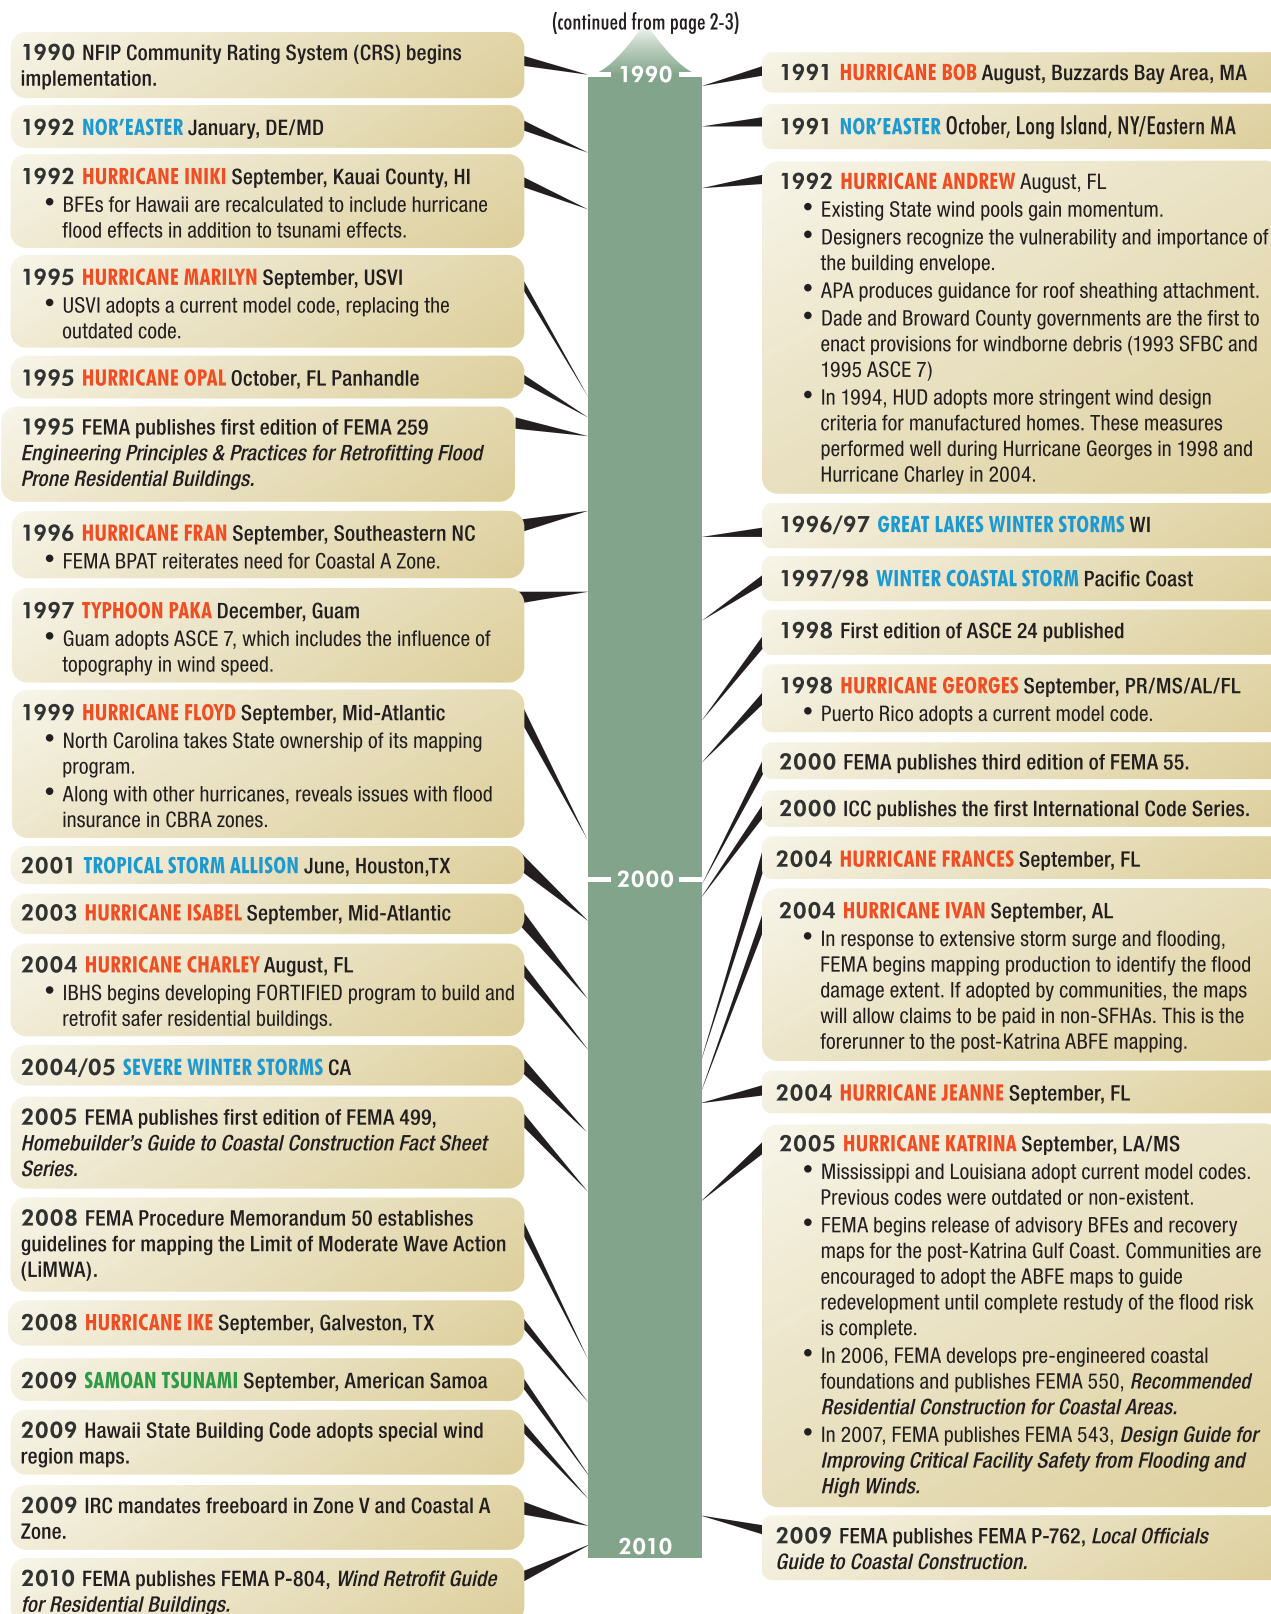 (continued from page 2-3)
1990 NFIP Community Rating System (CRS) begins
implementation.
1992 NOR’EASTER January, DE/MD
1992 HURRICANE INIKI September, Kauai County, HI
• BFEs for Hawaii are recalculated to include hurricane
flood effects in addition to tsunami effects.
1995 HURRICANE MARILYN September, USVI
• USVI adopts a current model code, replacing the
outdated code.
1995 HURRICANE OPAL October, FL Panhandle
1995 FEMA publishes first edition of FEMA 259
Engineering Principles & Practices for Retrofitting Flood
Prone Residential Buildings.
1996 HURRICANE FRAN September, Southeastern NC
• FEMA BPAT reiterates need for Coastal A Zone.
1997 TYPHOON PAKA December, Guam
• Guam adopts ASCE 7, which includes the influence of
topography in wind speed.
1999 HURRICANE FLOYD September, Mid-Atlantic
• North Carolina takes State ownership of its mapping
program.
• Along with other hurricanes, reveals issues with flood
insurance in CBRA zones.
2001 TROPICAL STORM ALLISON June, Houston,TX
2003 HURRICANE ISABEL September, Mid-Atlantic
2004 HURRICANE CHARLEY August, FL
• IBHS begins developing FORTIFIED program to build and
retrofit safer residential buildings.
2004/05 SEVERE WINTER STORMS CA
2005 FEMA publishes first edition of FEMA 499,
Homebuilder’s Guide to Coastal Construction Fact Sheet
Series.
2008 FEMA Procedure Memorandum 50 establishes
guidelines for mapping the Limit of Moderate Wave Action
(LiMWA).
2008 HURRICANE IKE September, Galveston, TX
2009 SAMOAN TSUNAMI September, American Samoa
2009 Hawaii State Building Code adopts special wind
region maps.
2009 IRC mandates freeboard in Zone V and Coastal A
Zone.
2010 FEMA publishes FEMA P-804, Wind Retrofit Guide
for Residential Buildings.
1990
2000
2010
1991 HURRICANE BOB August, Buzzards Bay Area, MA
1991 NOR’EASTER October, Long Island, NY/Eastern MA
1992 HURRICANE ANDREW August, FL
• Existing State wind pools gain momentum.
• Designers recognize the vulnerability and importance of
the building envelope.
• APA produces guidance for roof sheathing attachment.
• Dade and Broward County governments are the first to
enact provisions for windborne debris (1993 SFBC and
1995 ASCE 7)
• In 1994, HUD adopts more stringent wind design
criteria for manufactured homes. These measures
performed well during Hurricane Georges in 1998 and
Hurricane Charley in 2004.
1996/97 GREAT LAKES WINTER STORMS WI
1997/98 WINTER COASTAL STORM Pacific Coast
1998 First edition of ASCE 24 published
1998 HURRICANE GEORGES September, PR/MS/AL/FL
• Puerto Rico adopts a current model code.
2000 FEMA publishes third edition of FEMA 55.
2000 ICC publishes the first International Code Series.
2004 HURRICANE FRANCES September, FL
2004 HURRICANE IVAN September, AL
• In response to extensive storm surge and flooding,
FEMA begins mapping production to identify the flood
damage extent. If adopted by communities, the maps
will allow claims to be paid in non-SFHAs. This is the
forerunner to the post-Katrina ABFE mapping.
2004 HURRICANE JEANNE September, FL
2005 HURRICANE KATRINA September, LA/MS
• Mississippi and Louisiana adopt current model codes.
Previous codes were outdated or non-existent.
• FEMA begins release of advisory BFEs and recovery
maps for the post-Katrina Gulf Coast. Communities are
encouraged to adopt the ABFE maps to guide
redevelopment until complete restudy of the flood risk
is complete.
• In 2006, FEMA develops pre-engineered coastal
foundations and publishes FEMA 550, Recommended
Residential Construction for Coastal Areas.
• In 2007, FEMA publishes FEMA 543, Design Guide for
Improving Critical Facility Safety from Flooding and
High Winds.
2009 FEMA publishes FEMA P-762, Local Officials
Guide to Coastal Construction.